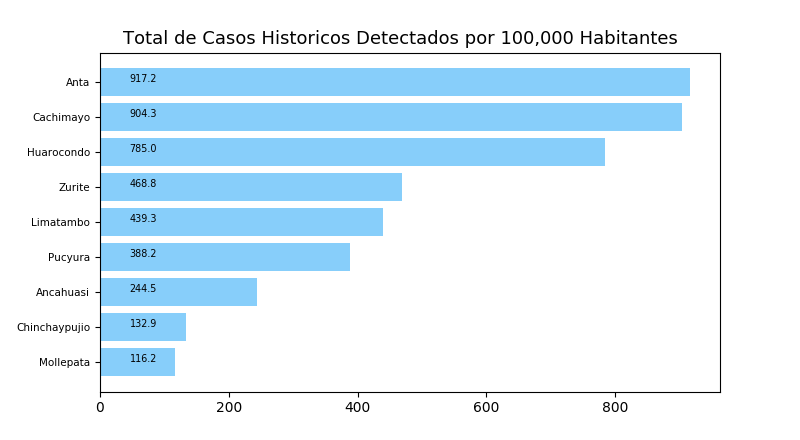 Total de Casos Historicos Detectados por 100,000 Habitantes
Anta 917.2
Cachimayo 904.3
Huarocondo 785.0
Zurite 468.8
Limatambo 439.3
Pucyura 388.2
Ancahuasi 244.5
Chinchaypujio 132.9
Mollepata 116.2
0 200 400 600 800